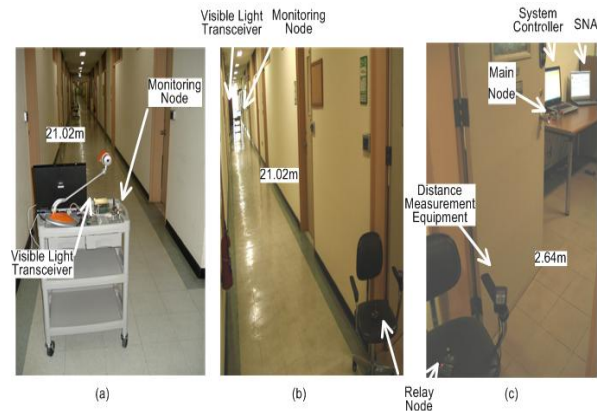 Visible Light
Transceiver
Monitoring
Node
System
Controller
SNA
Monitoring
Node
Main
Node
21.02m
21.02m
Distance
Measurement
Equipment
Visible Light
Transceiver
2.64m
(a)
(b)
Relay
Node
(c)